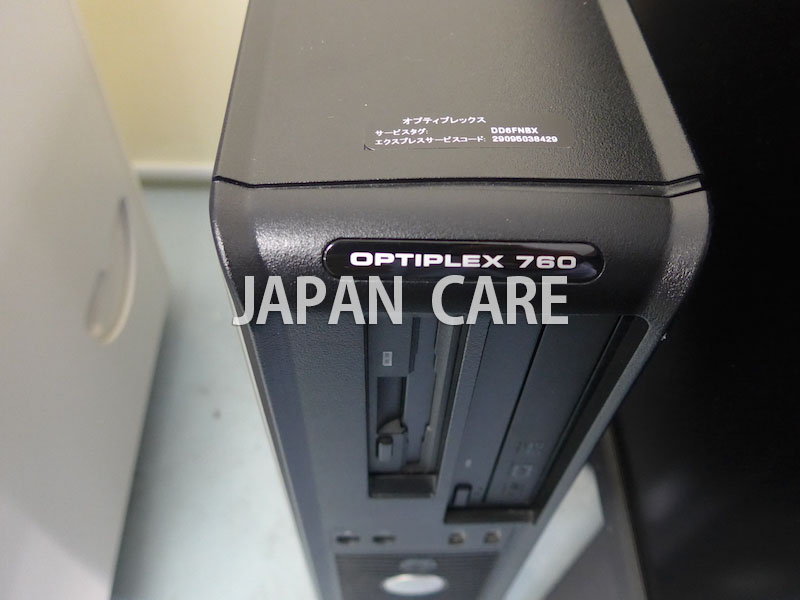 オプティプレックス
サービスタグ: DD6FNBX
エクスプレスサービスコード: 29095036429
OPTIPLEX 760
JAPAN CARE